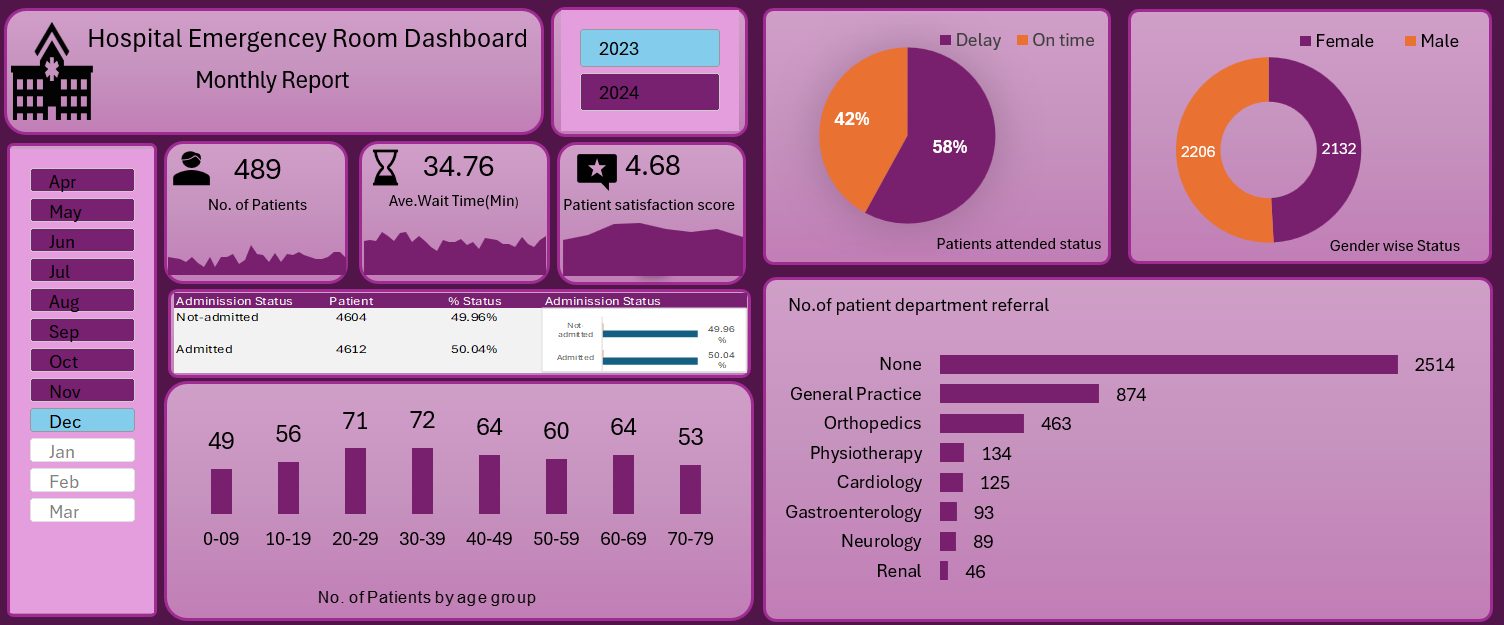 Hospital Emergencey Room Dashboard
Monthly Report
2023
2024
Apr
May
Jun
Jul
Aug
Sep
Oct
Nov
Dec
Jan
Feb
Mar
489
No. of Patients
34.76
Ave.Wait Time(Min)
4.68
Patient satisfaction score
Adminission Status Patient % Status Adminission Status
Not-admitted 4604 49.96%
Admitted 4612 50.04%
Not-
admitted
49.96
%
Admitted
50.04
%
49 56 71 72 64 60 64 53
0-09 10-19 20-29 30-39 40-49 50-59 60-69 70-79
No. of Patients by age group
Delay On time
42%
58%
Patients attended status
Female Male
2206 2132
Gender wise Status
No.of patient department referral
None 2514
General Practice 874
Orthopedics 463
Physiotherapy 134
Cardiology 125
Gastroenterology 93
Neurology 89
Renal 46